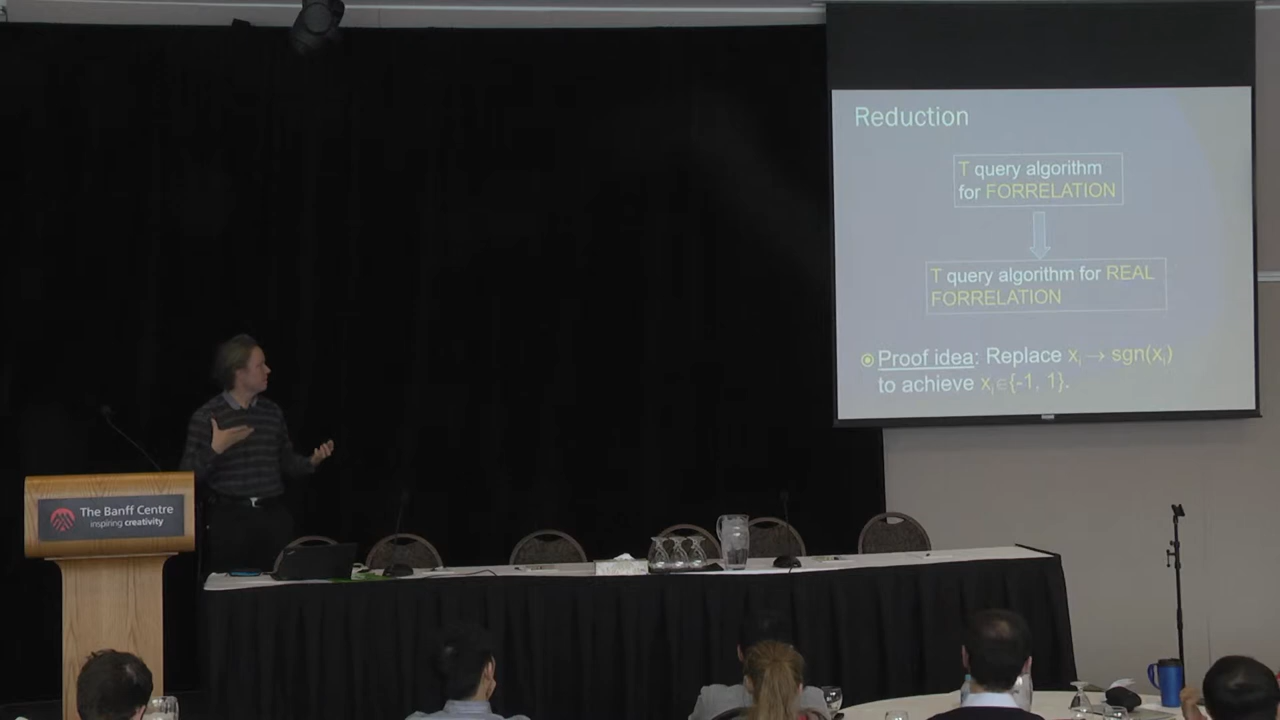 Reduction
T query algorithm
for FORRELATION
T query algorithm for REAL
FORRELATION
Proof idea: Replace xᵢ → sgn(xᵢ)
to achieve xᵢ∈{-1, 1}.
The Banff Centre
inspiring creativity